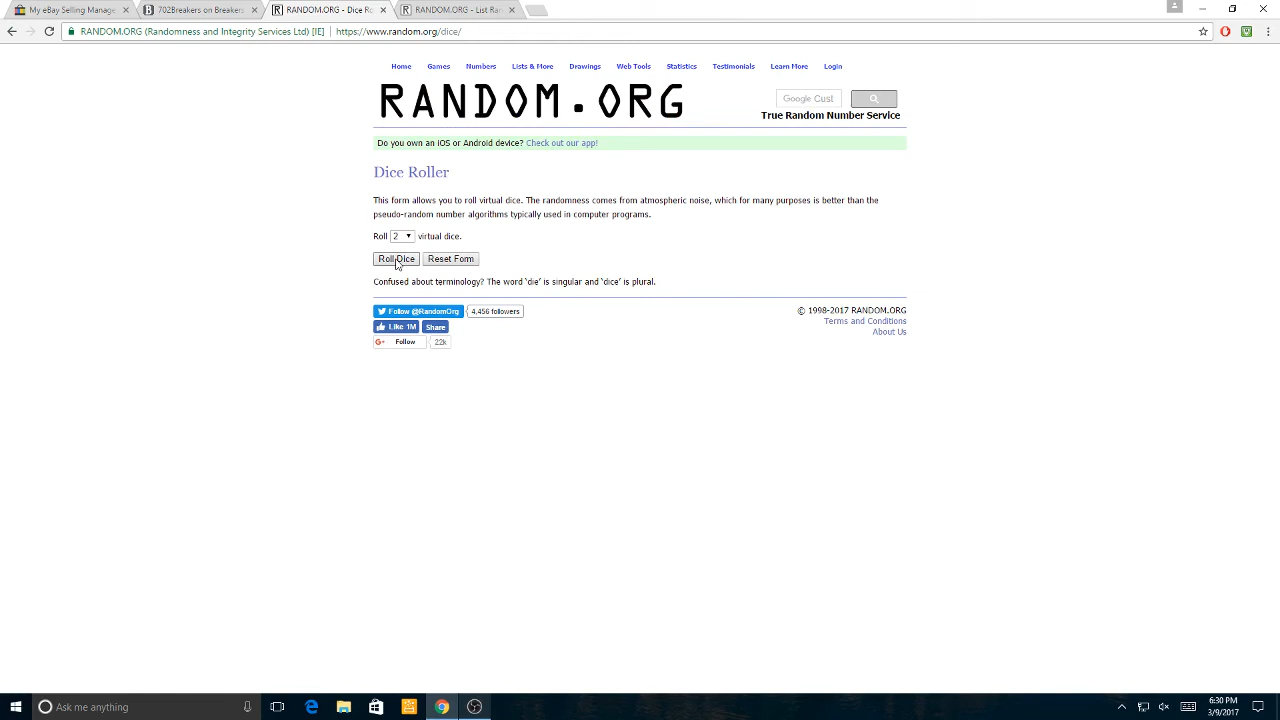 My eBay Selling Manage
702Breakers on Breakers
RANDOM.ORG - Dice Ro
RANDOM.ORG - List Ran
RANDOM.ORG (Randomness and Integrity Services Ltd) [IE]
https://www.random.org/dice/
Home Games Numbers Lists & More Drawings Web Tools Statistics Testimonials Learn More Login
RANDOM.ORG
Google Cust
True Random Number Service
Do you own an iOS or Android device? Check out our app!
Dice Roller
This form allows you to roll virtual dice. The randomness comes from atmospheric noise, which for many purposes is better than the
pseudo-random number algorithms typically used in computer programs.
Roll 2 virtual dice.
Roll Dice Reset Form
Confused about terminology? The word 'die' is singular and 'dice' is plural.
Follow @RandomOrg 4,456 followers
Like 1M Share
G+ Follow 22k
© 1998-2017 RANDOM.ORG
Terms and Conditions
About Us
Ask me anything
6:30 PM
3/9/2017